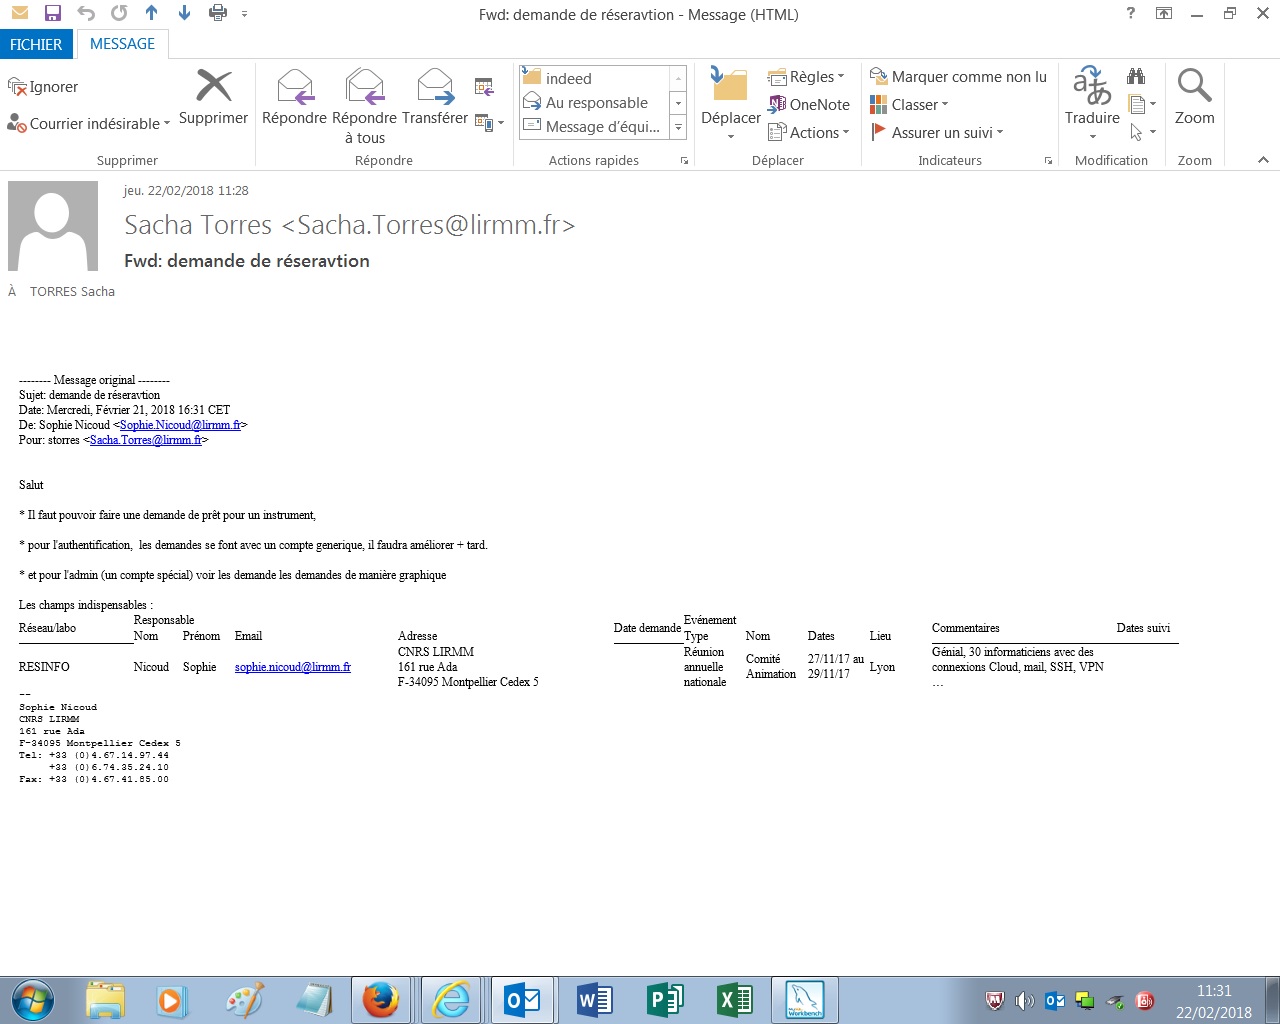 Fwd: demande de réseravtion - Message (HTML)
?
FICHIER
MESSAGE
Ignorer
Courrier indésirable
Supprimer
Supprimer
Répondre
Répondre à tous
Transférer
Répondre
indeed
Au responsable
Message d'équi...
Actions rapides
Déplacer
Règles
OneNote
Actions
Déplacer
Marquer comme non lu
Classer
Assurer un suivi
Indicateurs
Traduire
Modification
Zoom
Zoom
jeu. 22/02/2018 11:28
Sacha Torres <Sacha.Torres@lirmm.fr>
Fwd: demande de réseravtion
À TORRES Sacha
-------- Message original --------
Sujet: demande de réseravtion
Date: Mercredi, Février 21, 2018 16:31 CET
De: Sophie Nicoud <Sophie.Nicoud@lirmm.fr>
Pour: storres <Sacha.Torres@lirmm.fr>
Salut
* Il faut pouvoir faire une demande de prêt pour un instrument,
* pour l'authentification,  les demandes se font avec un compte generique, il faudra améliorer + tard.
* et pour l'admin (un compte spécial) voir les demande les demandes de manière graphique
Les champs indispensables :
Réseau/labo Responsable Date demande Evénement Commentaires Dates suivi
Nom Prénom Email Adresse Type Nom Dates Lieu
RESINFO Nicoud Sophie sophie.nicoud@lirmm.fr
CNRS LIRMM
161 rue Ada
F-34095 Montpellier Cedex 5
Réunion
annuelle
nationale
Comité
Animation
27/11/17 au
29/11/17
Lyon
Génial, 30 informaticiens avec des
connexions Cloud, mail, SSH, VPN
…
--
Sophie Nicoud
CNRS LIRMM
161 rue Ada
F-34095 Montpellier Cedex 5
Tel: +33 (0)4.67.14.97.44
+33 (0)6.74.35.24.10
Fax: +33 (0)4.67.41.85.00
MySQL
Workbench
11:31
22/02/2018